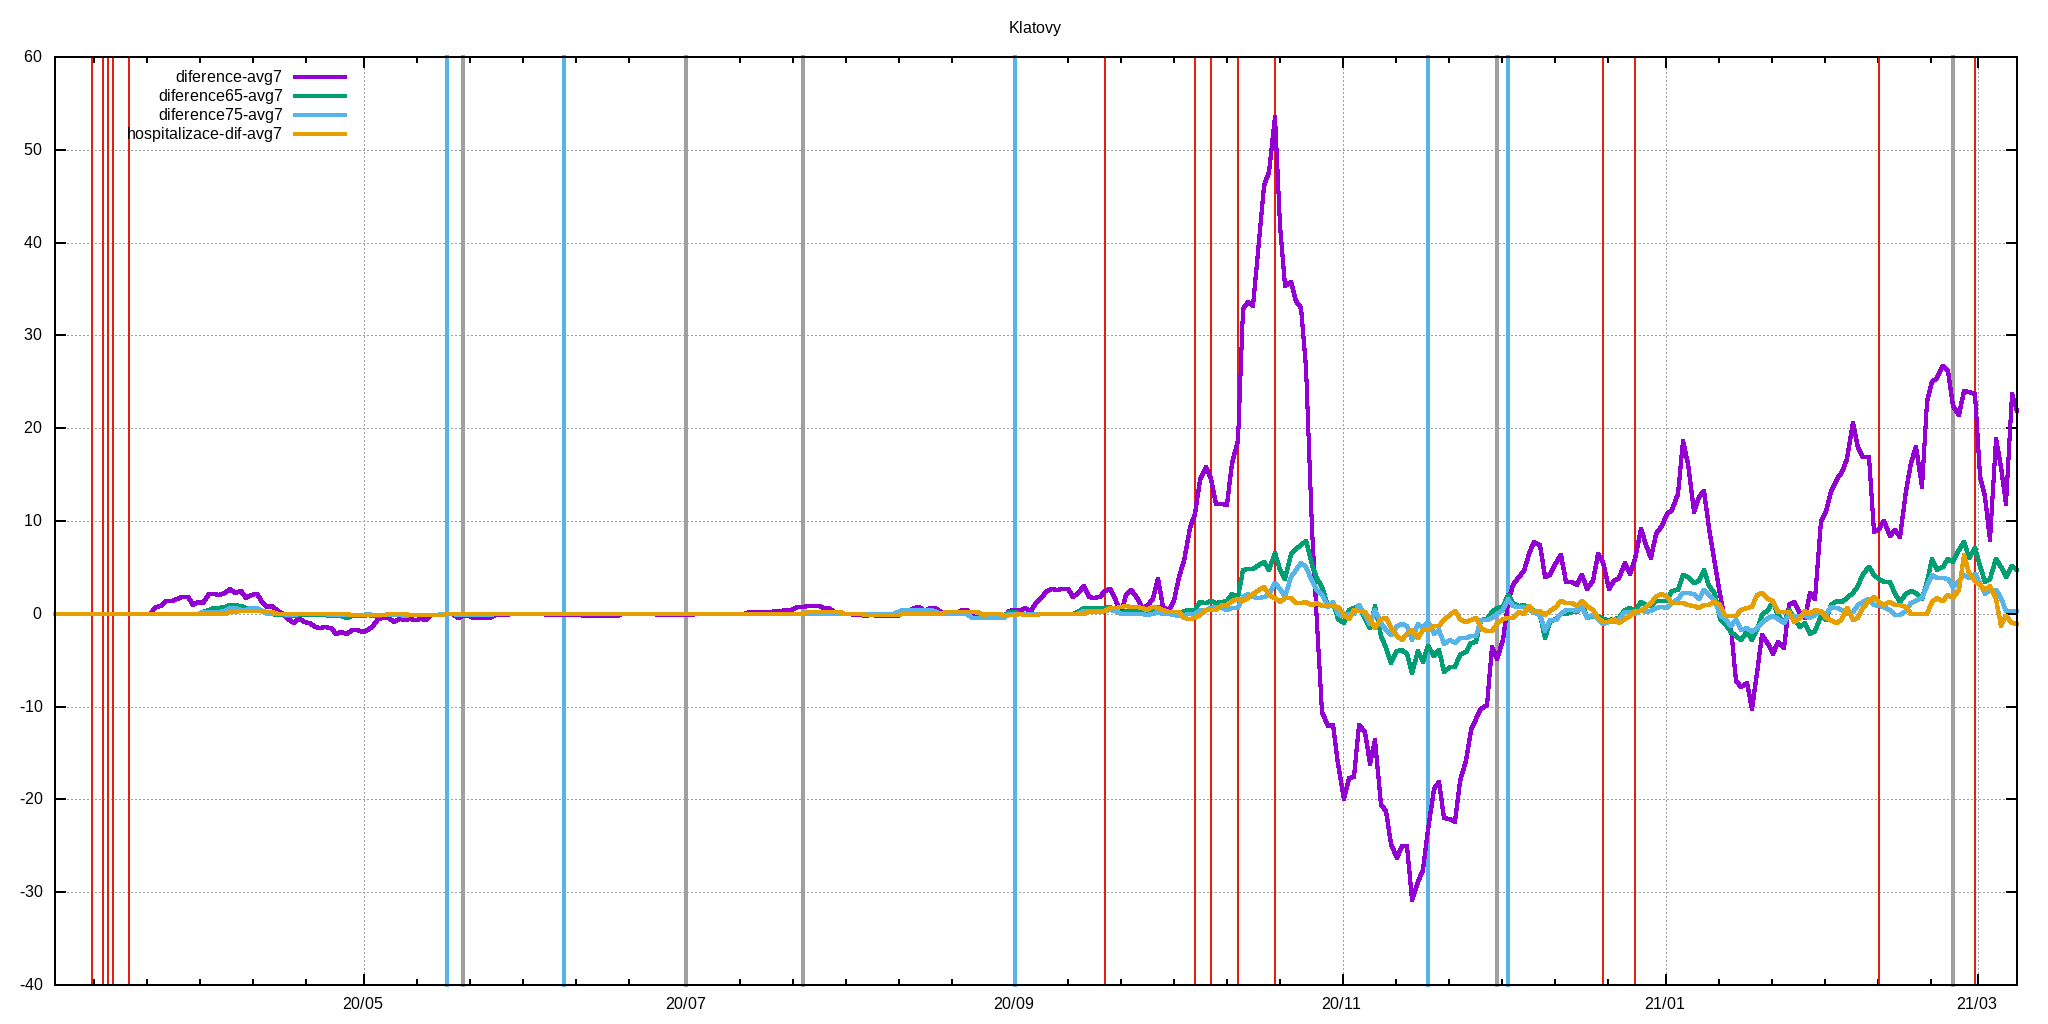 Klatovy
60
diference-avg7
diference65-avg7
diference75-avg7
hospitalizace-dif-avg7
50
40
30
20
10
0
-10
-20
-30
-40
20/05 20/07 20/09 20/11 21/01 21/03